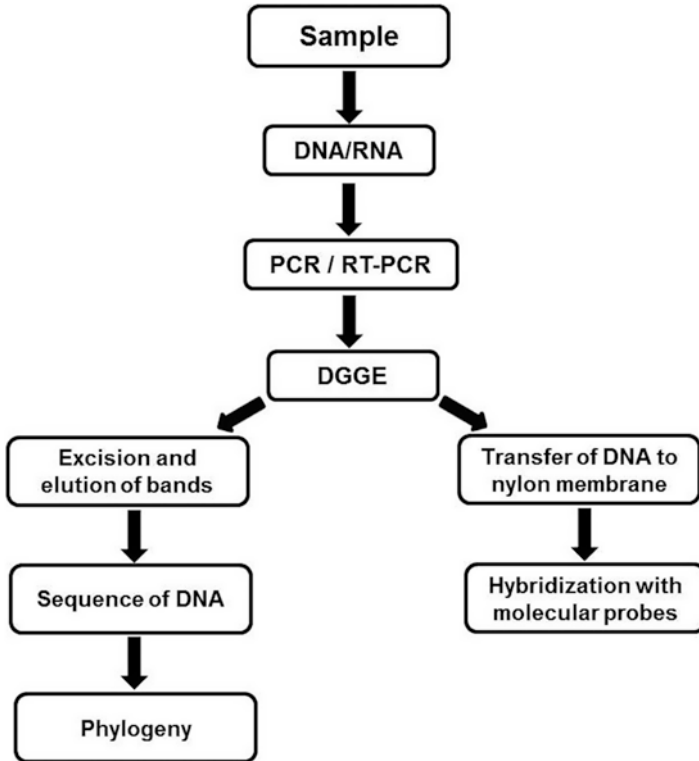 Sample
DNA/RNA
PCR / RT-PCR
DGGE
Excision and
elution of bands
Transfer of DNA to
nylon membrane
Sequence of DNA
Hybridization with
molecular probes
Phylogeny